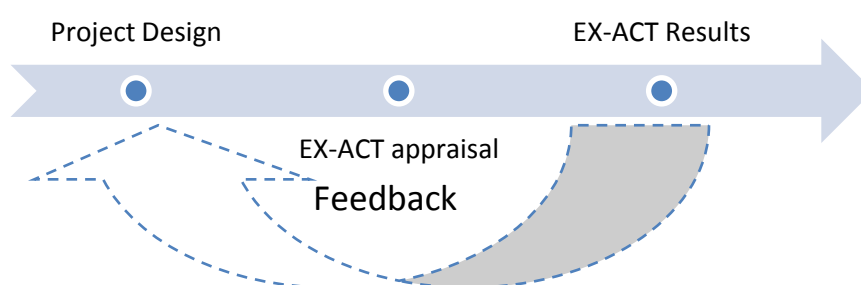 Project Design
EX-ACT Results
EX-ACT appraisal
Feedback